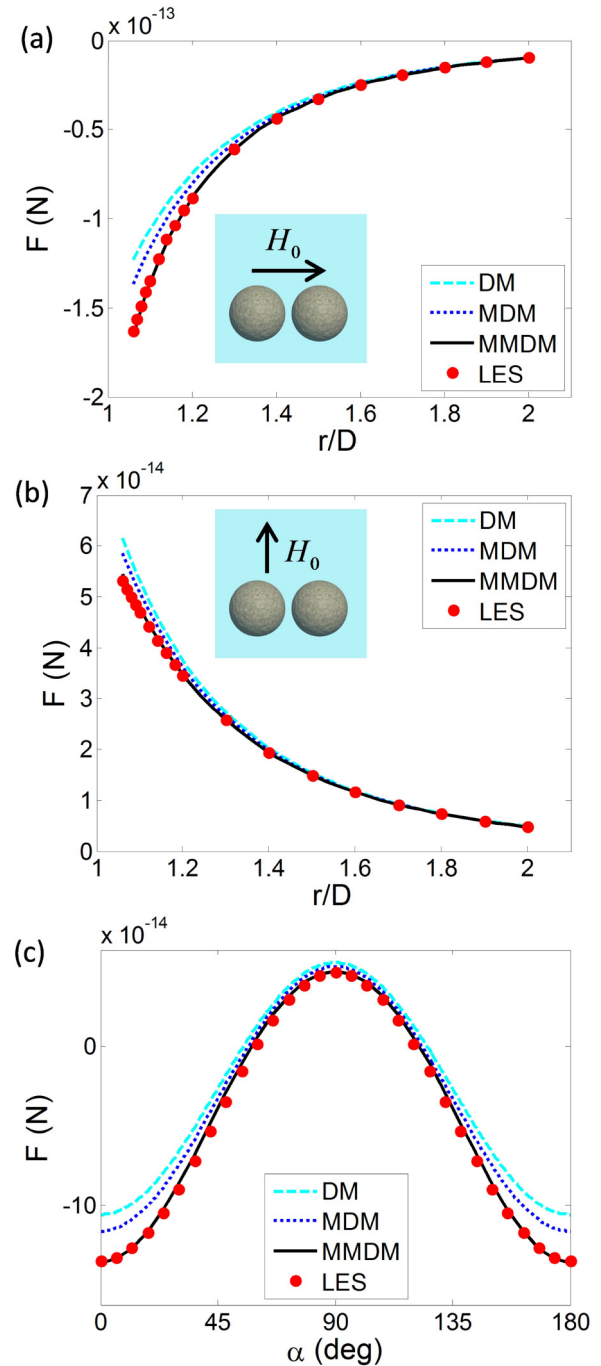 (a)
x 10^-13
0
-0.5
-1
-1.5
-2
F (N)
H_0
DM
MDM
MMDM
LES
1 1.2 1.4 1.6 1.8 2
r/D
(b)
x 10^-14
7
6
5
4
3
2
1
0
F (N)
H_0
DM
MDM
MMDM
LES
1 1.2 1.4 1.6 1.8 2
r/D
(c)
x 10^-14
0
-10
F (N)
DM
MDM
MMDM
LES
0 45 90 135 180
α (deg)